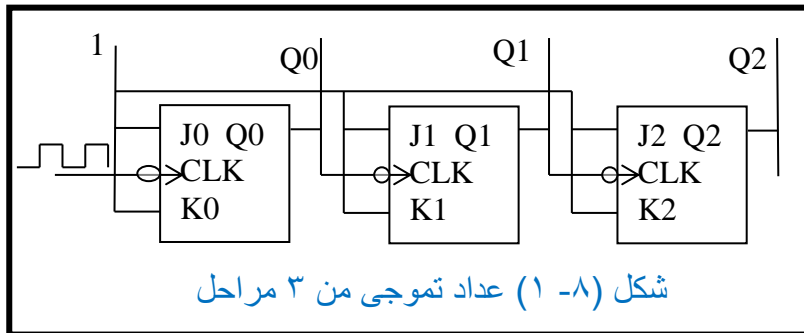 1 Q0 Q1 Q2
J0 Q0 J1 Q1 J2 Q2
CLK CLK CLK
K0 K1 K2
شكل (٨- ١) عداد تموجى من ٣ مراحل